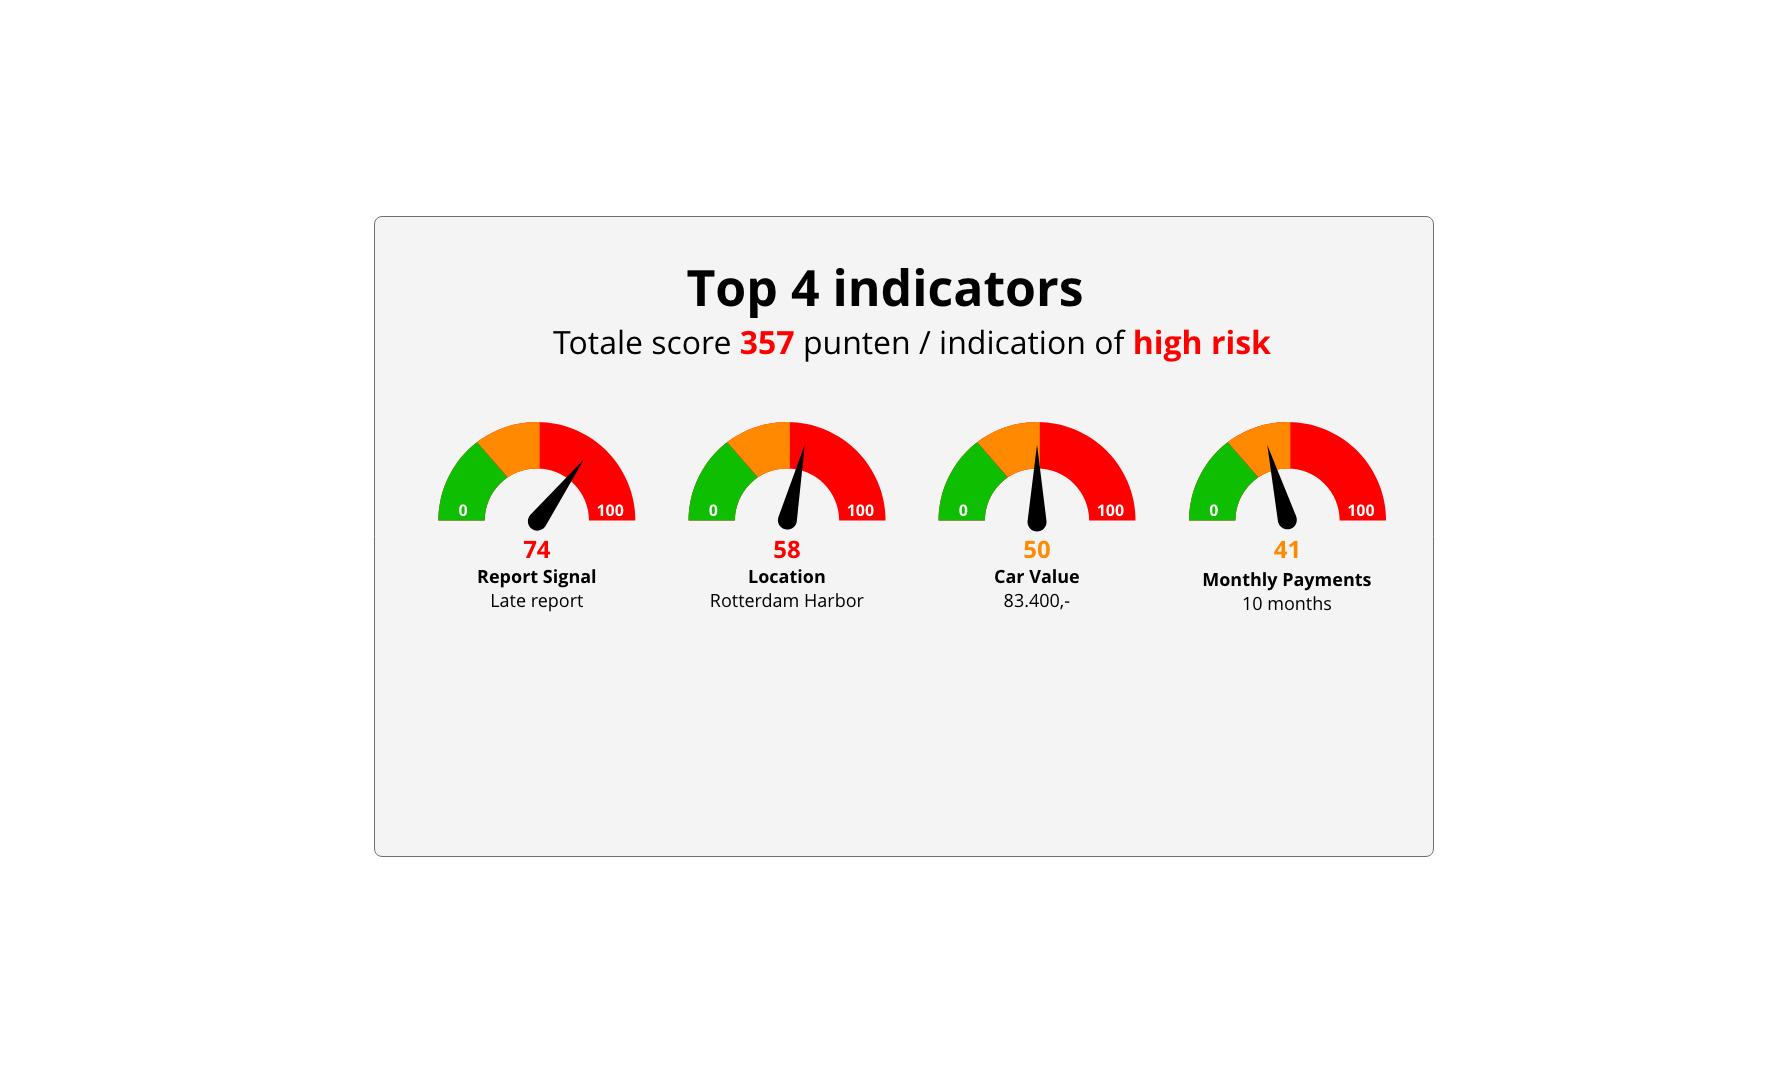 Top 4 indicators
Totale score 357 punten / indication of high risk
0 100
0 100
0 100
0 100
74
Report Signal
Late report
58
Location
Rotterdam Harbor
50
Car Value
83.400,-
41
Monthly Payments
10 months